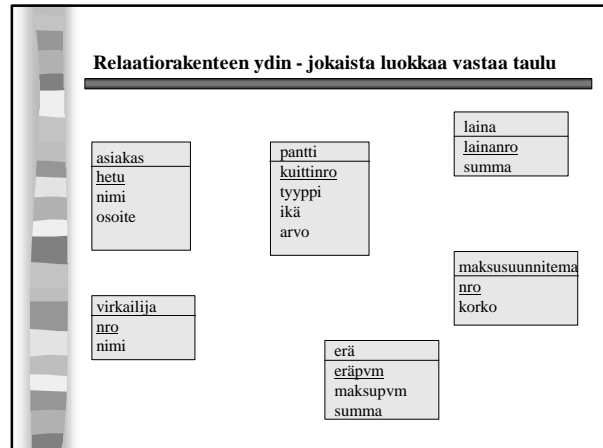 Relaatiorakenteen ydin - jokaista luokkaa vastaa taulu
asiakas
hetu
nimi
osoite
pantti
kuittinro
tyyppi
ikä
arvo
laina
lainanro
summa
virkailija
nro
nimi
maksusuunnitema
nro
korko
erä
eräpvm
maksupvm
summa